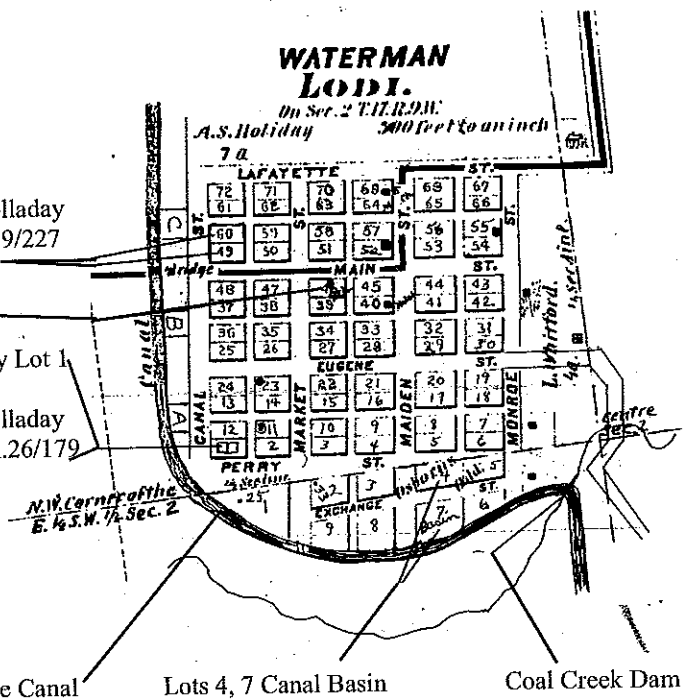 WATERMAN
LODI.
On Sec. 2 T.17.R.9.W.
A.S. Holiday 300 feet to an inch
7 a
LAFAYETTE ST.
72 71 70 69 68 67
61 62 63 64 65 66
lladay
9/227
C
ST.
ST.
ST.
ST.
60 59 58 57 56 55
49 50 51 52 53 54
Bridge MAIN ST.
48 47 45 44 43
37 38 39 40 41 42
Canal
B
36 35 34 33 32 31
25 26 27 28 29 30
L. Whitford.
4a.
EUGENE ST.
y Lot 1
24 23 22 21 20 19
13 14 15 16 17 18
A
CANAL
MARKET
MAIDEN
MONROE
lladay
.26/179
12 11 10 9 8 7
1 2 3 4 5 6
Centre
Sec. 2
PERRY ST.
N.W. Corner of the
E. ½ S.W. ½ Sec. 2
.25
2 3 5
EXCHANGE ST.
9 8 7 6
Basin
e Canal
Lots 4, 7 Canal Basin
Coal Creek Dam